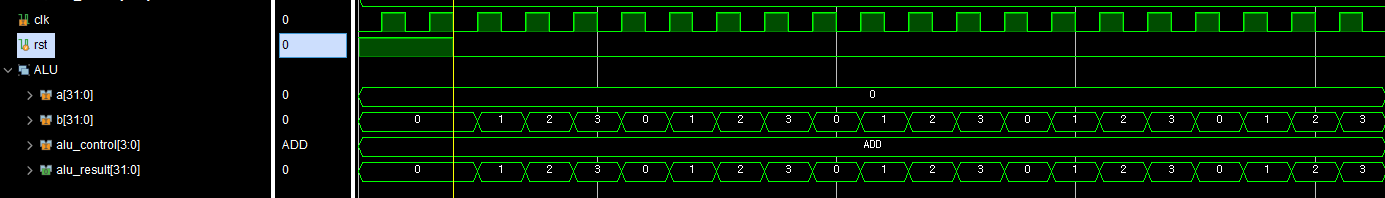 clk 0
rst 0
ALU
a[31:0] 0 0
b[31:0] 0 0 1 2 3 0 1 2 3 0 1 2 3 0 1 2 3 0 1 2 3
alu_control[3:0] ADD ADD
alu_result[31:0] 0 0 1 2 3 0 1 2 3 0 1 2 3 0 1 2 3 0 1 2 3